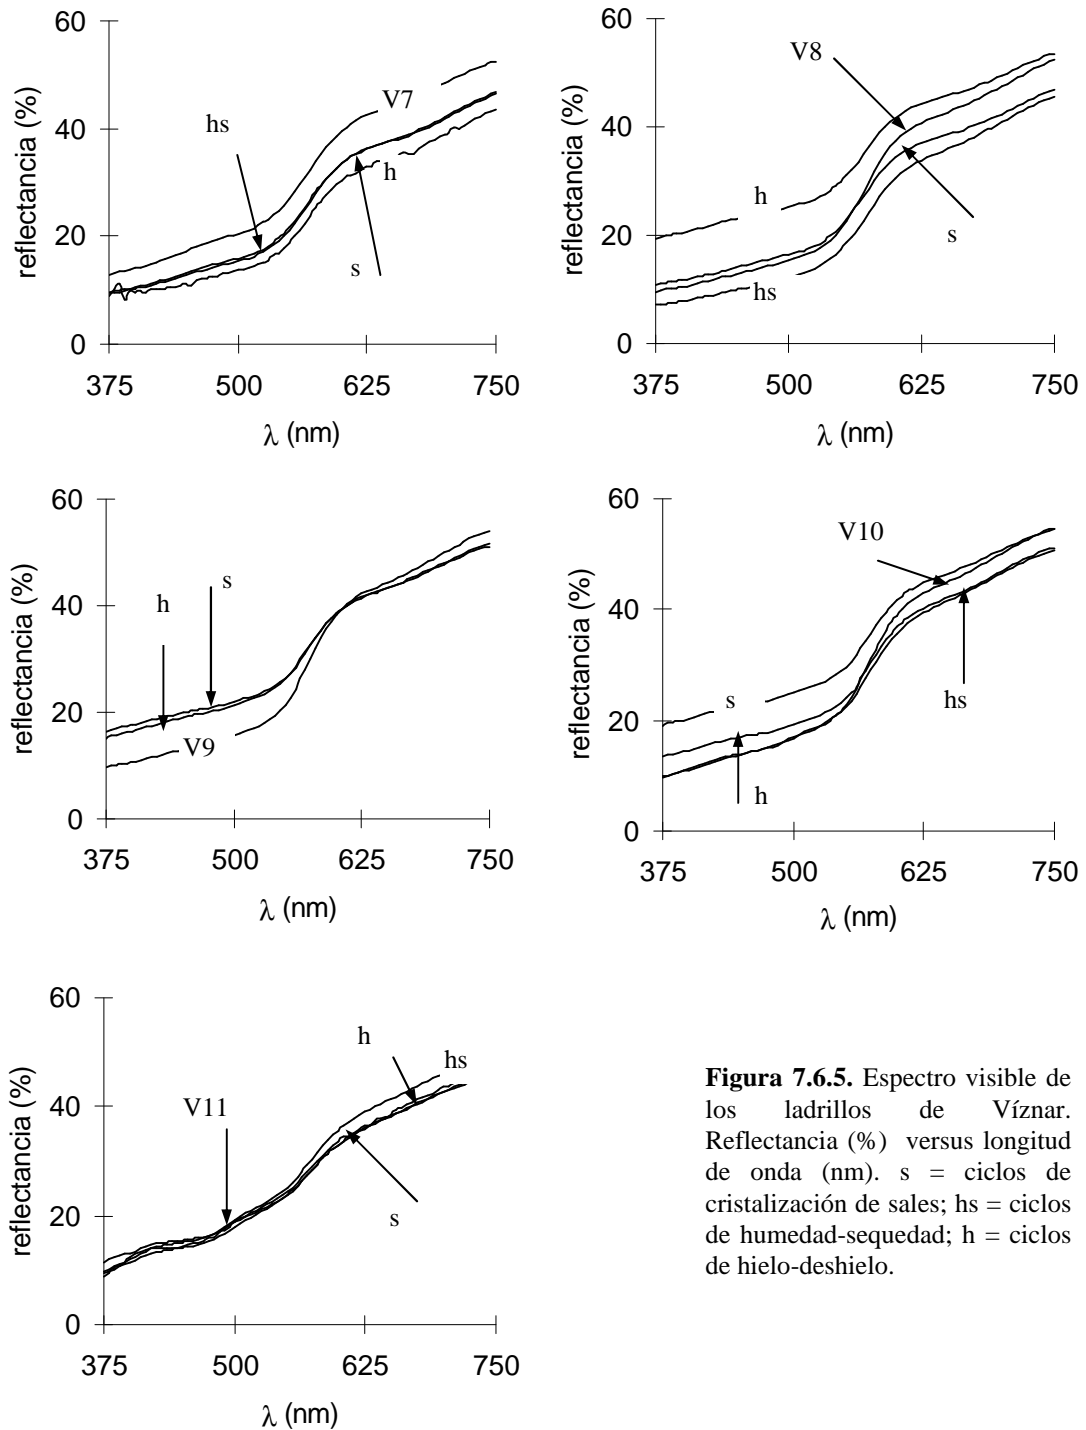 60
40
20
0
reflectancia (%)
V7
hs
h
s
375 500 625 750
λ (nm)
60
40
20
0
reflectancia (%)
V8
h
s
hs
375 500 625 750
λ (nm)
60
40
20
0
reflectancia (%)
s
h
V9
375 500 625 750
λ (nm)
60
40
20
0
reflectancia (%)
V10
s
hs
h
375 500 625 750
λ (nm)
60
40
20
0
reflectancia (%)
h
hs
V11
s
375 500 625 750
λ (nm)
Figura 7.6.5. Espectro visible de
los ladrillos de Víznar.
Reflectancia (%) versus longitud
de onda (nm). s = ciclos de
cristalización de sales; hs = ciclos
de humedad-sequedad; h = ciclos
de hielo-deshielo.